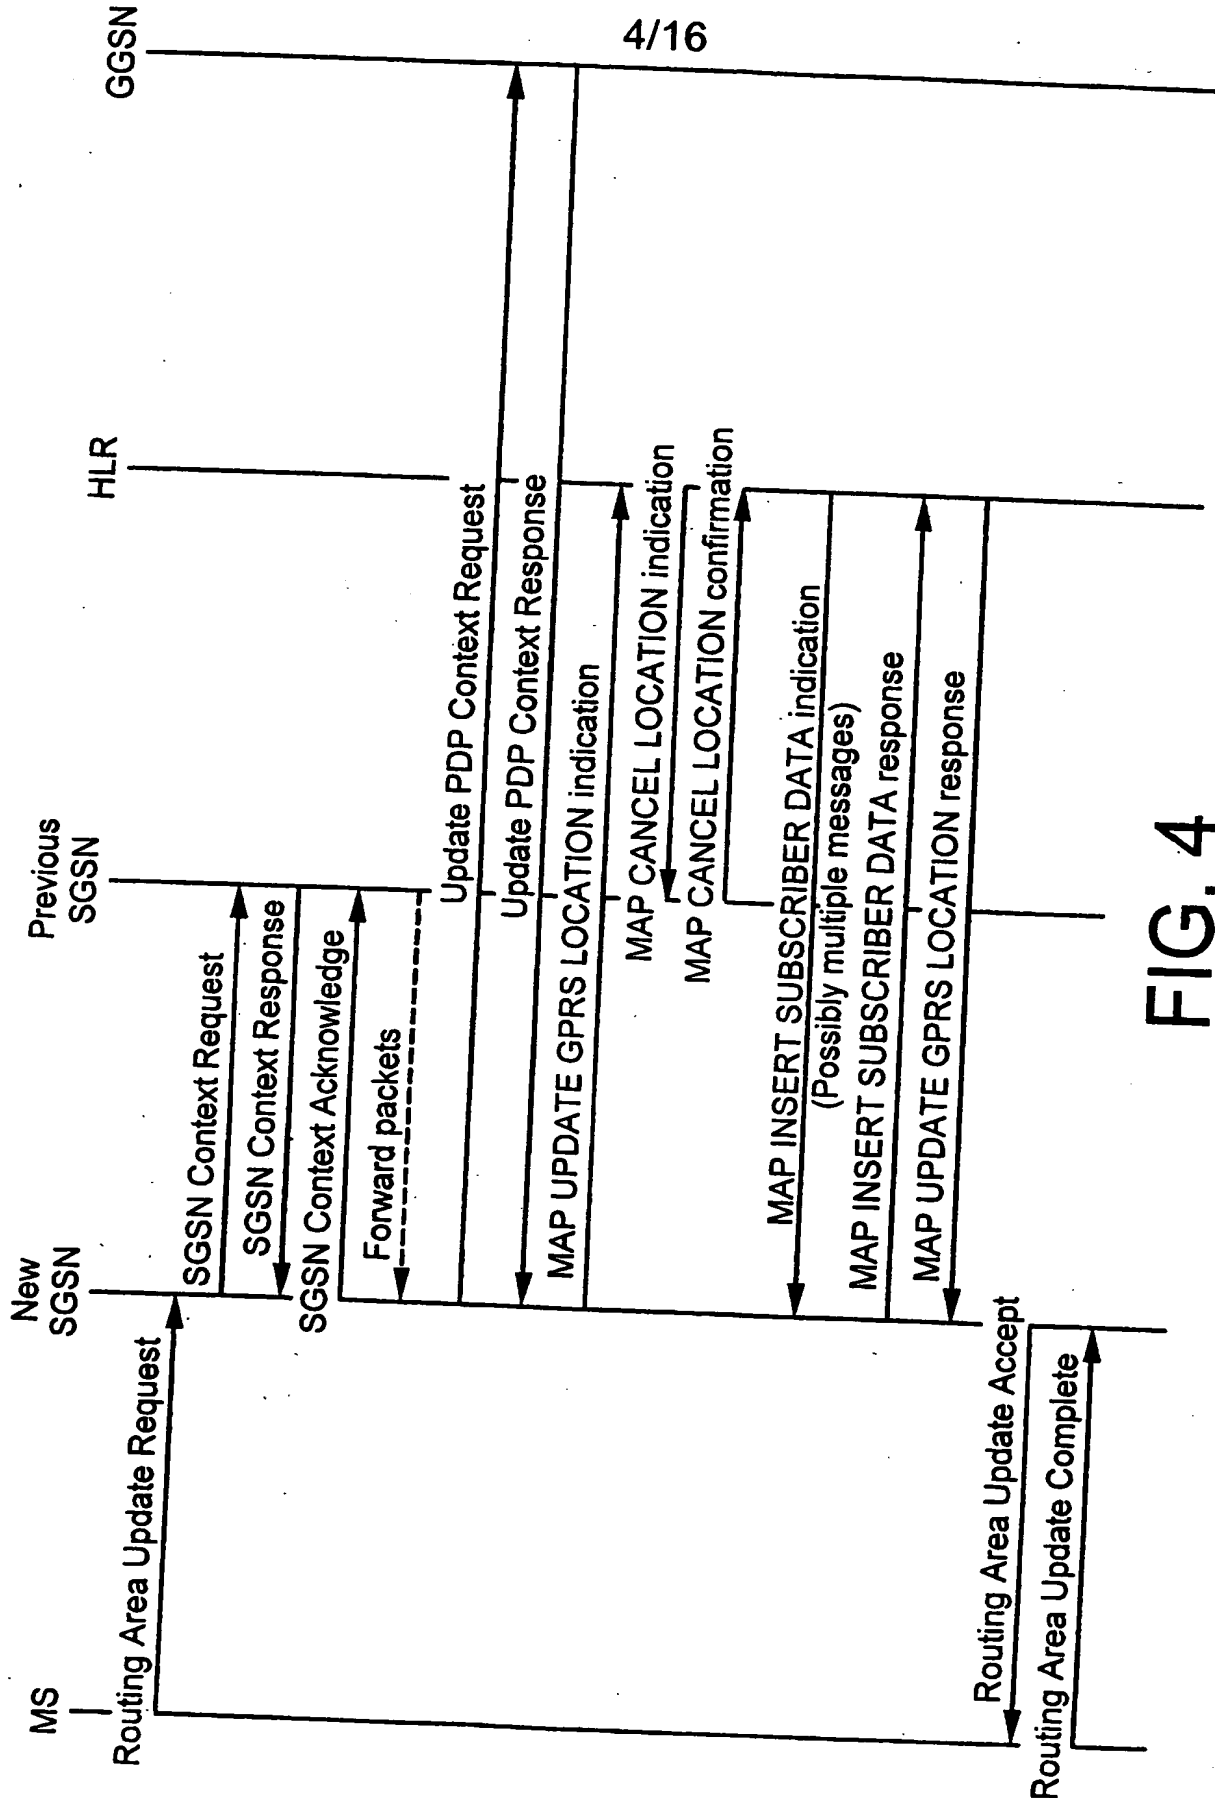 4/16
MS
New
SGSN
Previous
SGSN
HLR
GGSN
Routing Area Update Request
SGSN Context Request
SGSN Context Response
SGSN Context Acknowledge
Forward packets
Update PDP Context Request
Update PDP Context Response
MAP UPDATE GPRS LOCATION indication
MAP CANCEL LOCATION indication
MAP CANCEL LOCATION confirmation
MAP INSERT SUBSCRIBER DATA indication
(Possibly multiple messages)
MAP INSERT SUBSCRIBER DATA response
MAP UPDATE GPRS LOCATION response
Routing Area Update Accept
Routing Area Update Complete
FIG. 4